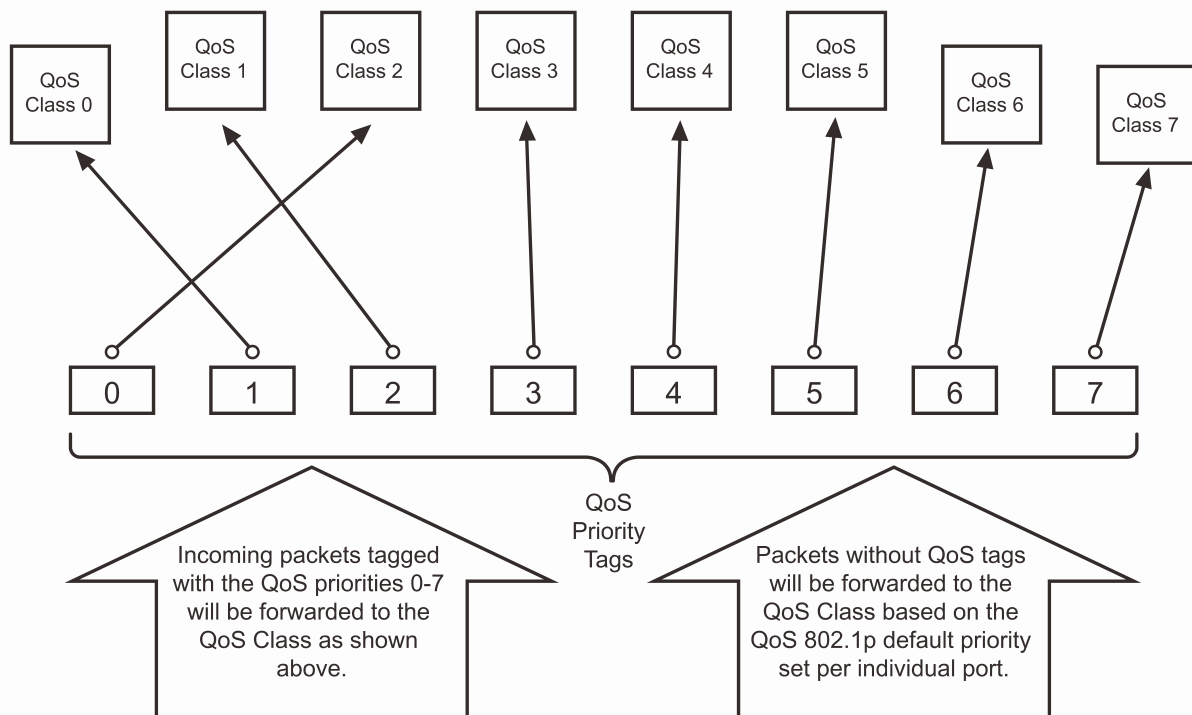 QoS
Class 0
QoS
Class 1
QoS
Class 2
QoS
Class 3
QoS
Class 4
QoS
Class 5
QoS
Class 6
QoS
Class 7
0
1
2
3
4
5
6
7
QoS
Priority
Tags
Incoming packets tagged
with the QoS priorities 0-7
will be forwarded to the
QoS Class as shown
above.
Packets without QoS tags
will be forwarded to the
QoS Class based on the
QoS 802.1p default priority
set per individual port.